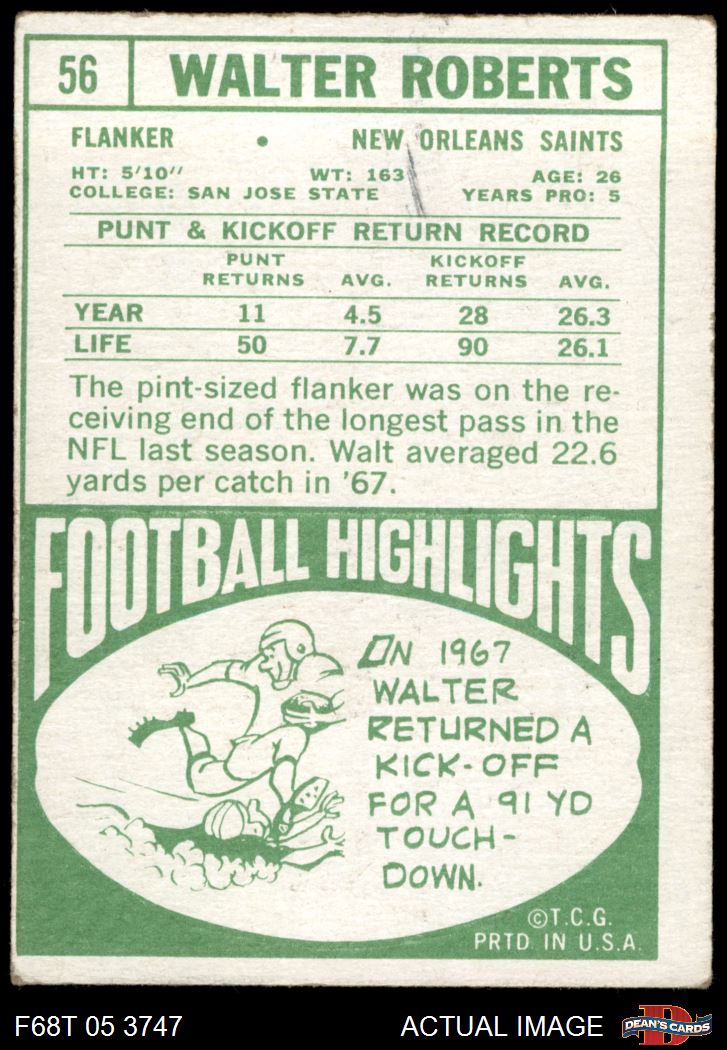 56 WALTER ROBERTS
FLANKER • NEW ORLEANS SAINTS
HT: 5'10" WT: 163 AGE: 26
COLLEGE: SAN JOSE STATE YEARS PRO: 5
PUNT & KICKOFF RETURN RECORD
PUNT KICKOFF
RETURNS AVG. RETURNS AVG.
YEAR 11 4.5 28 26.3
LIFE 50 7.7 90 26.1
The pint-sized flanker was on the re-
ceiving end of the longest pass in the
NFL last season. Walt averaged 22.6
yards per catch in '67.
FOOTBALL HIGHLIGHTS
IN 1967
WALTER
RETURNED A
KICK-OFF
FOR A 91 YD
TOUCH-
DOWN.
©T.C.G.
PRTD. IN U.S.A.
F68T 05 3747 ACTUAL IMAGE D DEAN'S CARDS